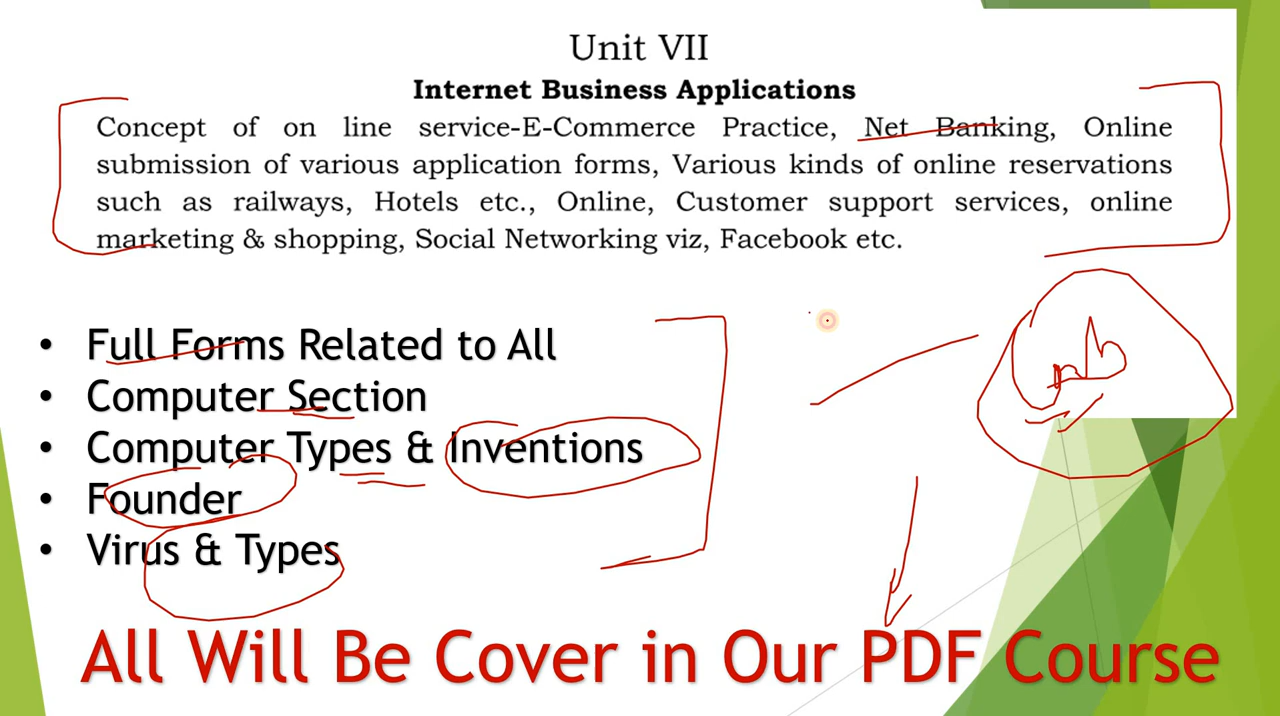 Unit VII
Internet Business Applications
Concept of on line service-E-Commerce Practice, Net Banking, Online
submission of various application forms, Various kinds of online reservations
such as railways, Hotels etc., Online, Customer support services, online
marketing & shopping, Social Networking viz, Facebook etc.
• Full Forms Related to All
• Computer Section
• Computer Types & Inventions
• Founder
• Virus & Types
All Will Be Cover in Our PDF Course